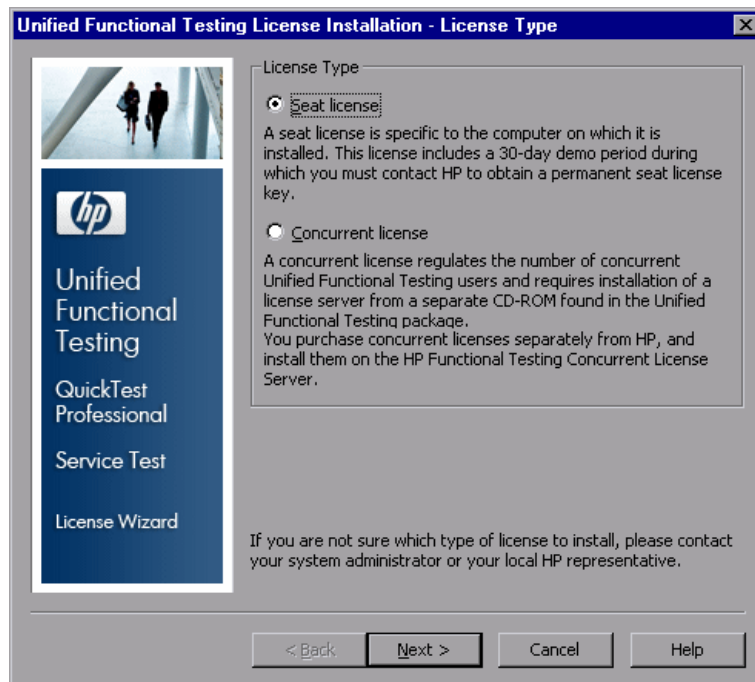 Unified Functional Testing License Installation - License Type
hp
Unified
Functional
Testing
QuickTest
Professional
Service Test
License Wizard
License Type
Seat license
A seat license is specific to the computer on which it is
installed. This license includes a 30-day demo period during
which you must contact HP to obtain a permanent seat license
key.
Concurrent license
A concurrent license regulates the number of concurrent
Unified Functional Testing users and requires installation of a
license server from a separate CD-ROM found in the Unified
Functional Testing package.
You purchase concurrent licenses separately from HP, and
install them on the HP Functional Testing Concurrent License
Server.
If you are not sure which type of license to install, please contact
your system administrator or your local HP representative.
< Back
Next >
Cancel
Help